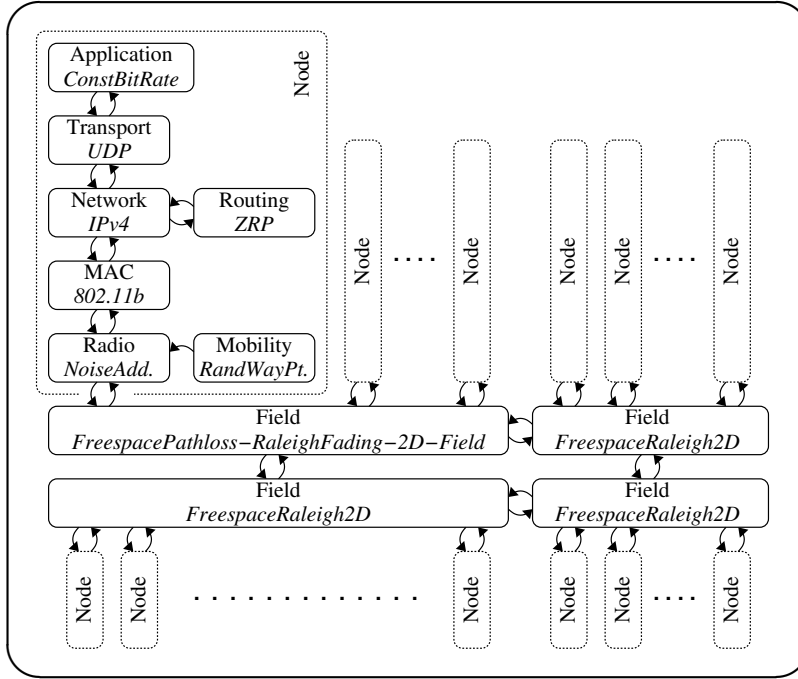 Application
ConstBitRate
Node
Transport
UDP
Network
IPv4
Routing
ZRP
MAC
802.11b
Radio
NoiseAdd.
Mobility
RandWayPt.
Node
. . . .
Node
Node
Node
. . . .
Node
Field
FreespacePathloss−RaleighFading−2D−Field
Field
FreespaceRaleigh2D
Field
FreespaceRaleigh2D
Field
FreespaceRaleigh2D
Node
Node
. . . . . . . . . . . . .
Node
Node
Node
. . . .
Node